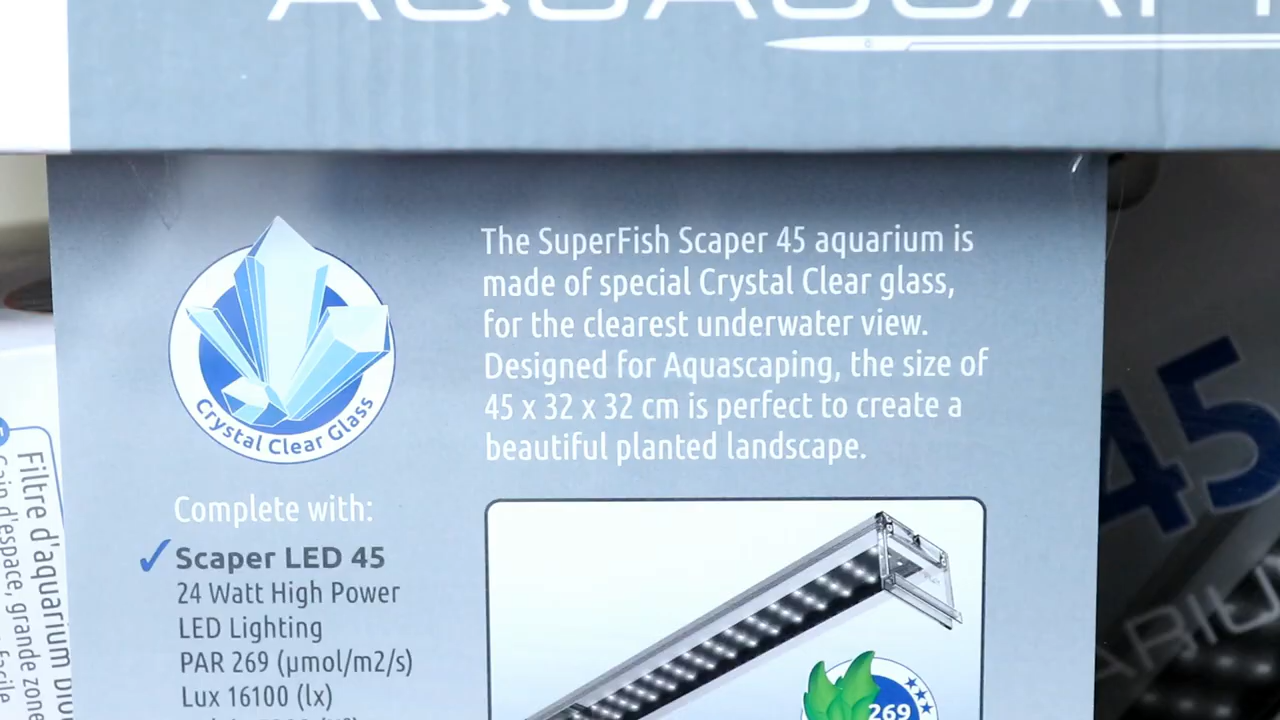 The SuperFish Scaper 45 aquarium is
made of special Crystal Clear glass,
for the clearest underwater view.
Designed for Aquascaping, the size of
45 x 32 x 32 cm is perfect to create a
beautiful planted landscape.
Crystal Clear Glass
Complete with:
Scaper LED 45
24 Watt High Power
LED Lighting
PAR 269 (µmol/m2/s)
Lux 16100 (lx)
269
45
Filtre d'aquarium
Gain d'espace, grande zone
facile